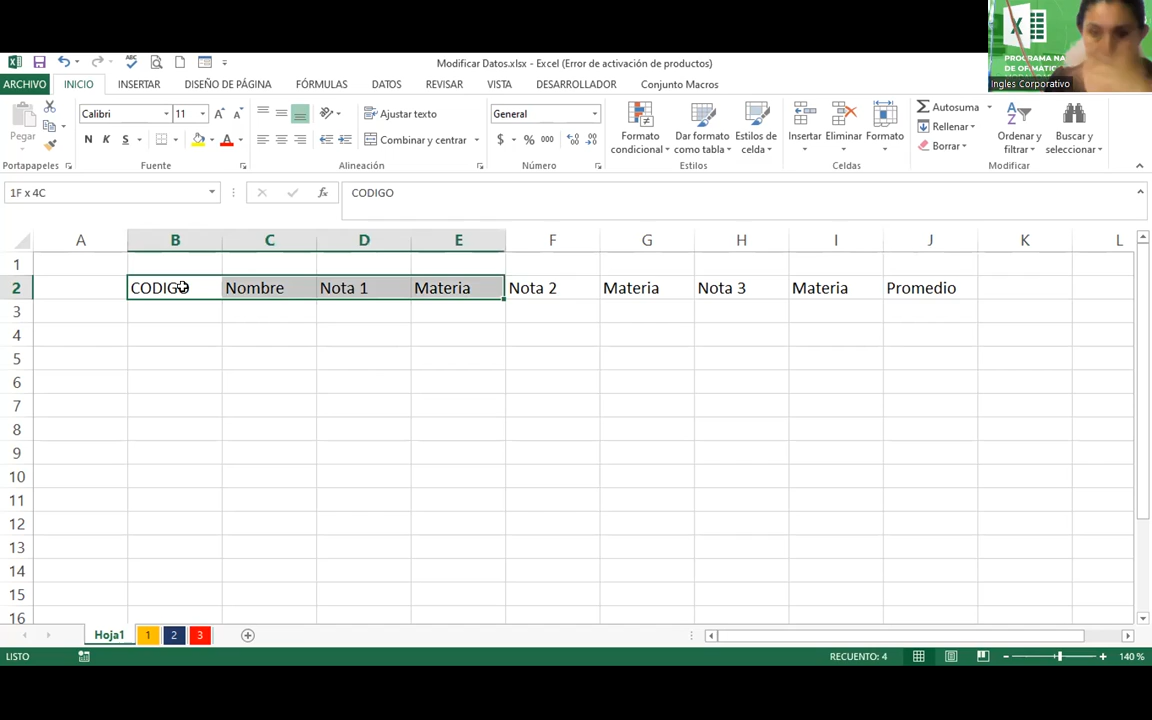 PROGRAMA NA
DE OFIMÁTIC
Ingles Corporativo
Modificar Datos.xlsx - Excel (Error de activación de productos)
ARCHIVO INICIO INSERTAR DISEÑO DE PÁGINA FÓRMULAS DATOS REVISAR VISTA DESARROLLADOR Conjunto Macros
Pegar
Calibri 11
N K S
Ajustar texto
Combinar y centrar
General
$ % 000
Formato condicional
Dar formato como tabla
Estilos de celda
Insertar Eliminar Formato
Autosuma
Rellenar
Borrar
Ordenar y filtrar
Buscar y seleccionar
Portapapeles Fuente Alineación Número Estilos Celdas Modificar
1F x 4C fx CODIGO
A B C D E F G H I J K L
1
2 CODIGO Nombre Nota 1 Materia Nota 2 Materia Nota 3 Materia Promedio
3
4
5
6
7
8
9
10
11
12
13
14
15
16
Hoja1 1 2 3
LISTO RECUENTO: 4 140 %